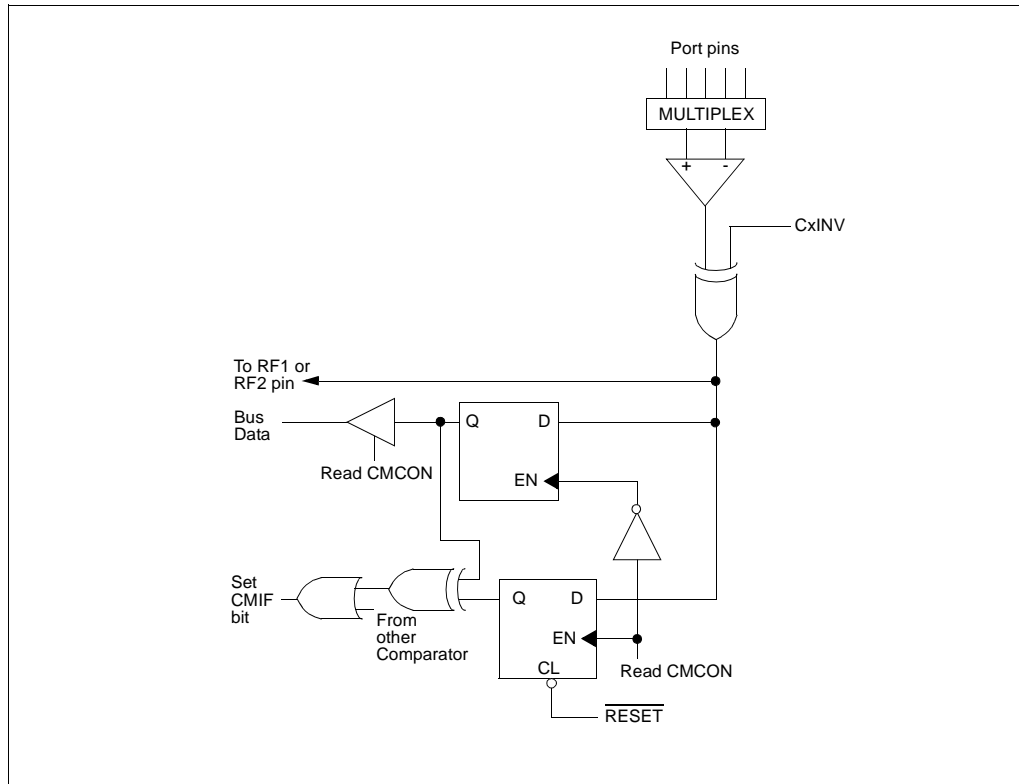 Port pins
MULTIPLEX
+ -
CxINV
To RF1 or
RF2 pin
Bus
Data
Q D
EN
Read CMCON
Set
CMIF
bit
From
other
Comparator
Q D
EN
CL
Read CMCON
RESET